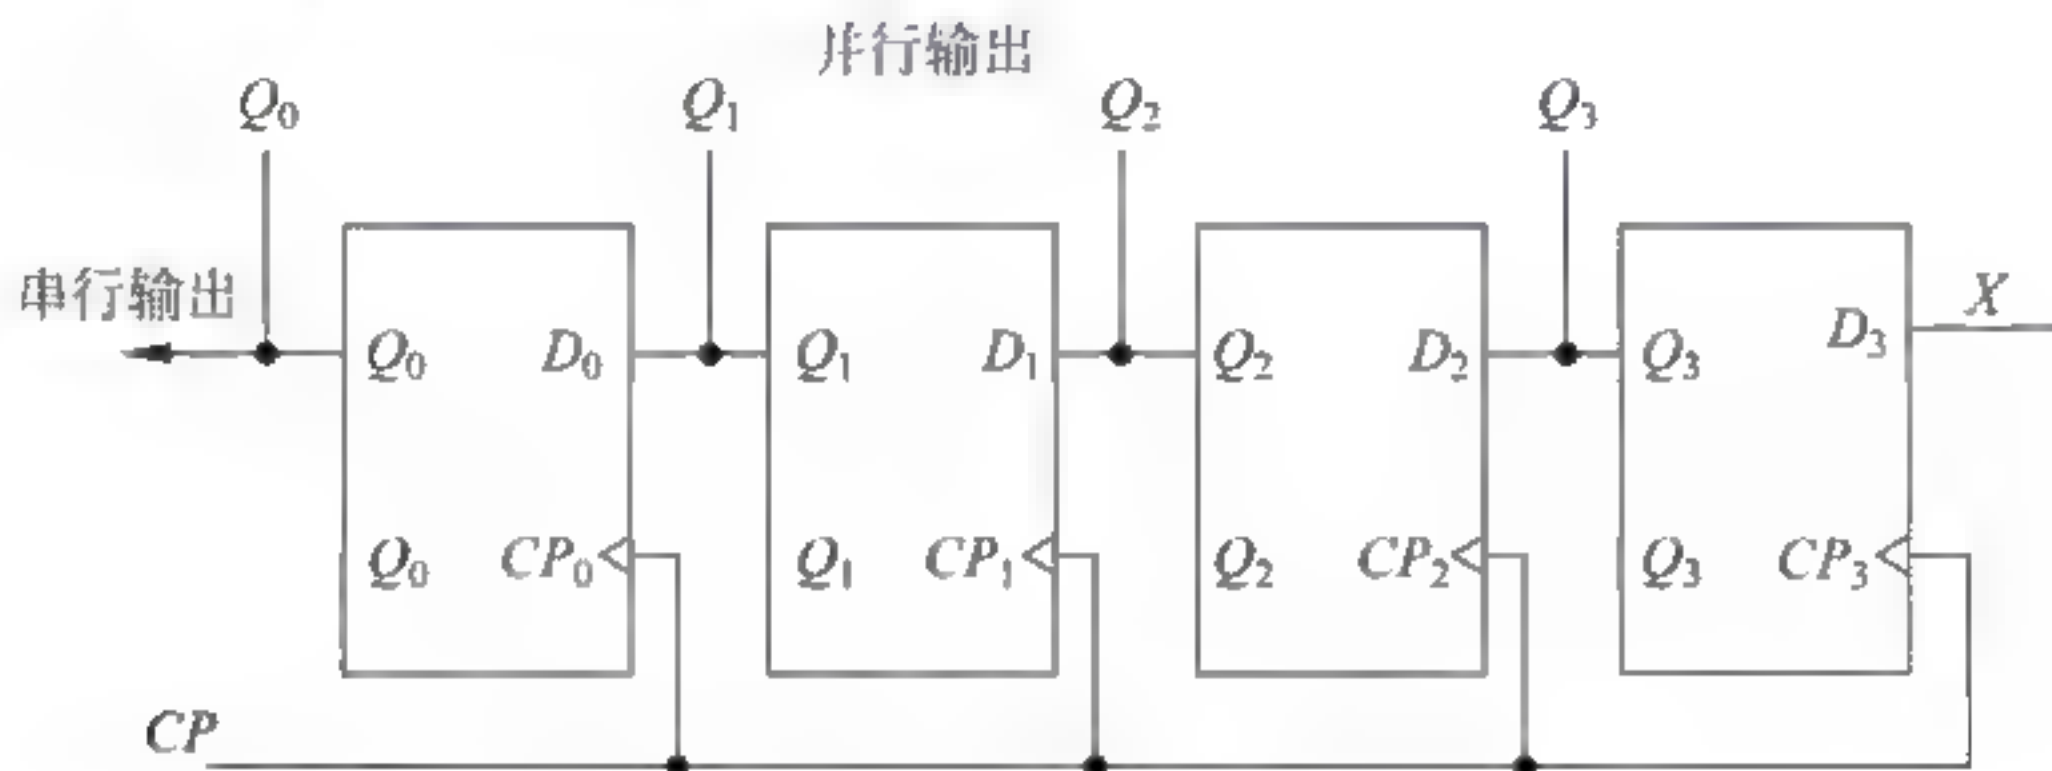 并行输出
Q₀ Q₁ Q₂ Q₃
串行输出 X
Q₀ D₀ Q₁ D₁ Q₂ D₂ Q₃ D₃
Q₀ CP₀ Q₁ CP₁ Q₂ CP₂ Q₃ CP₃
CP